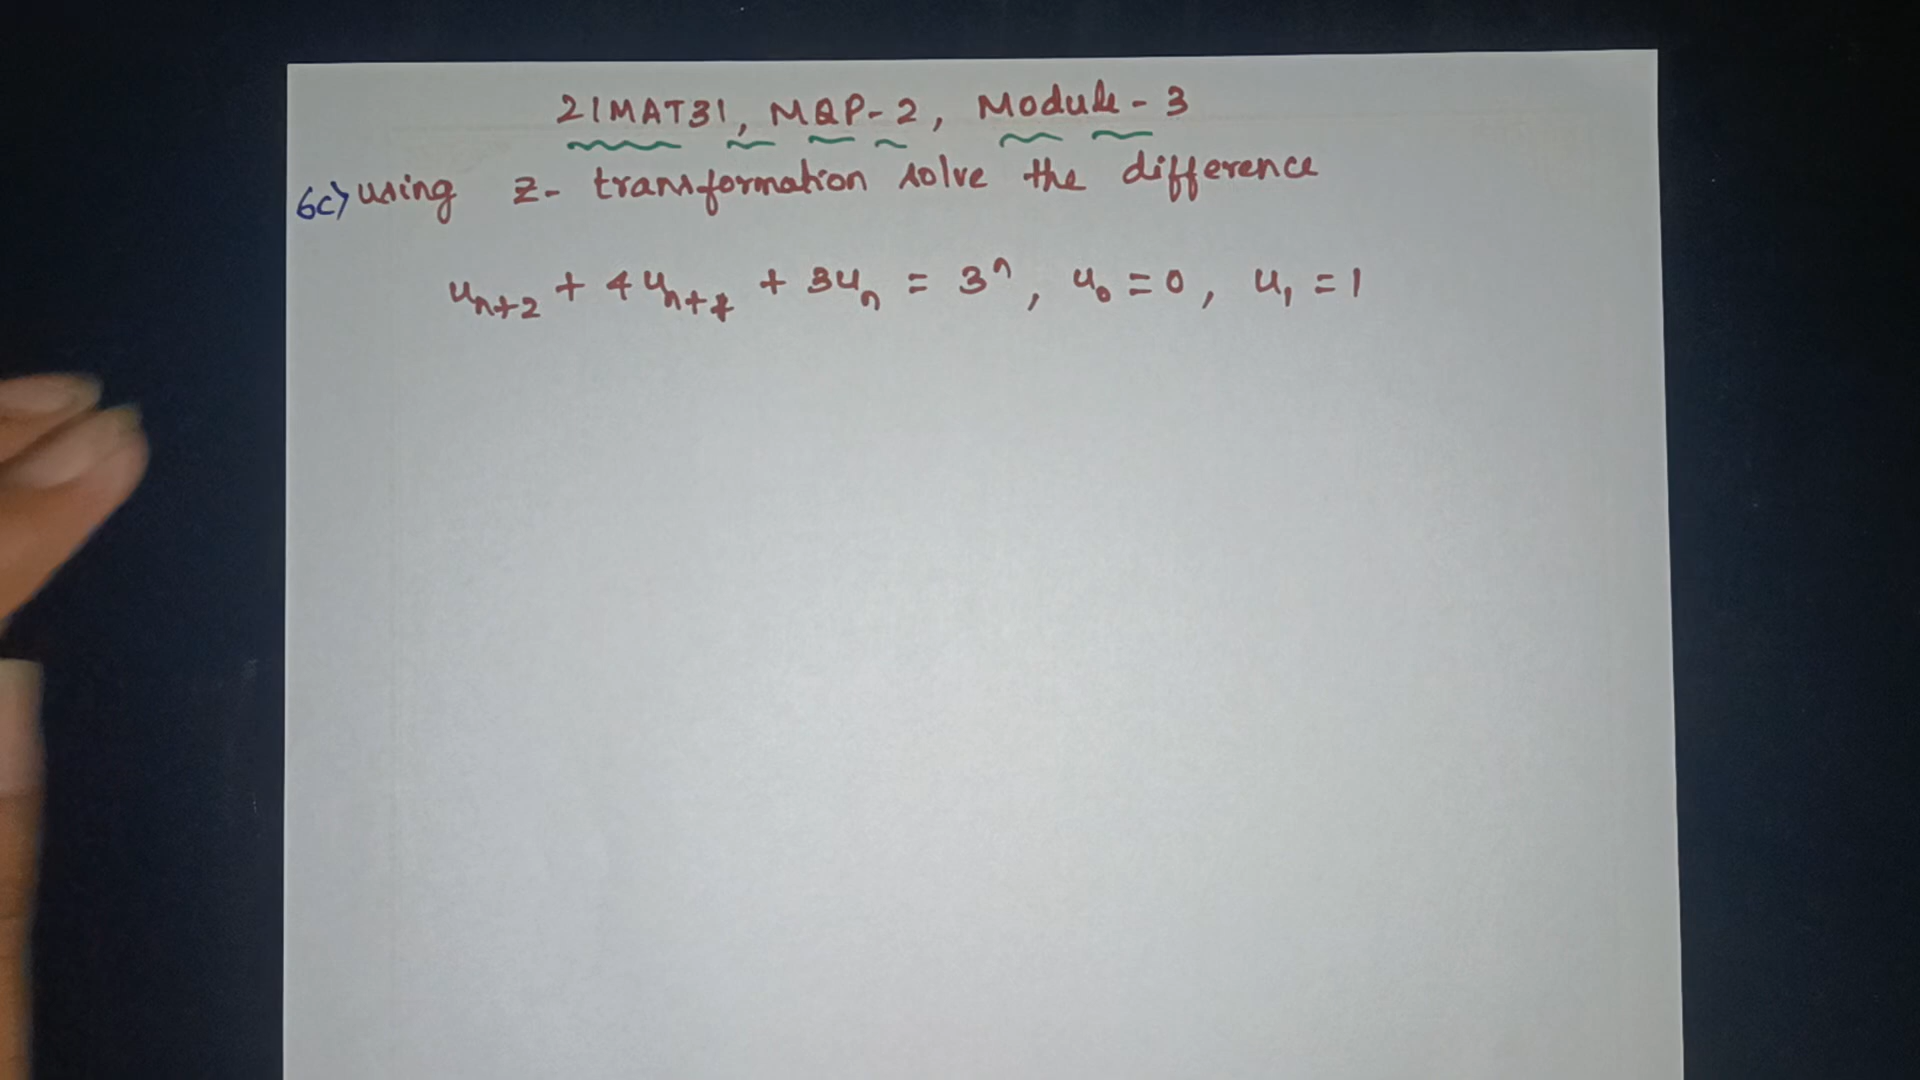 21MAT31, MQP-2, Module-3
6c) using z- transformation solve the difference
u_{n+2} + 4u_{n+1} + 3u_n = 3^n, u_0 = 0, u_1 = 1